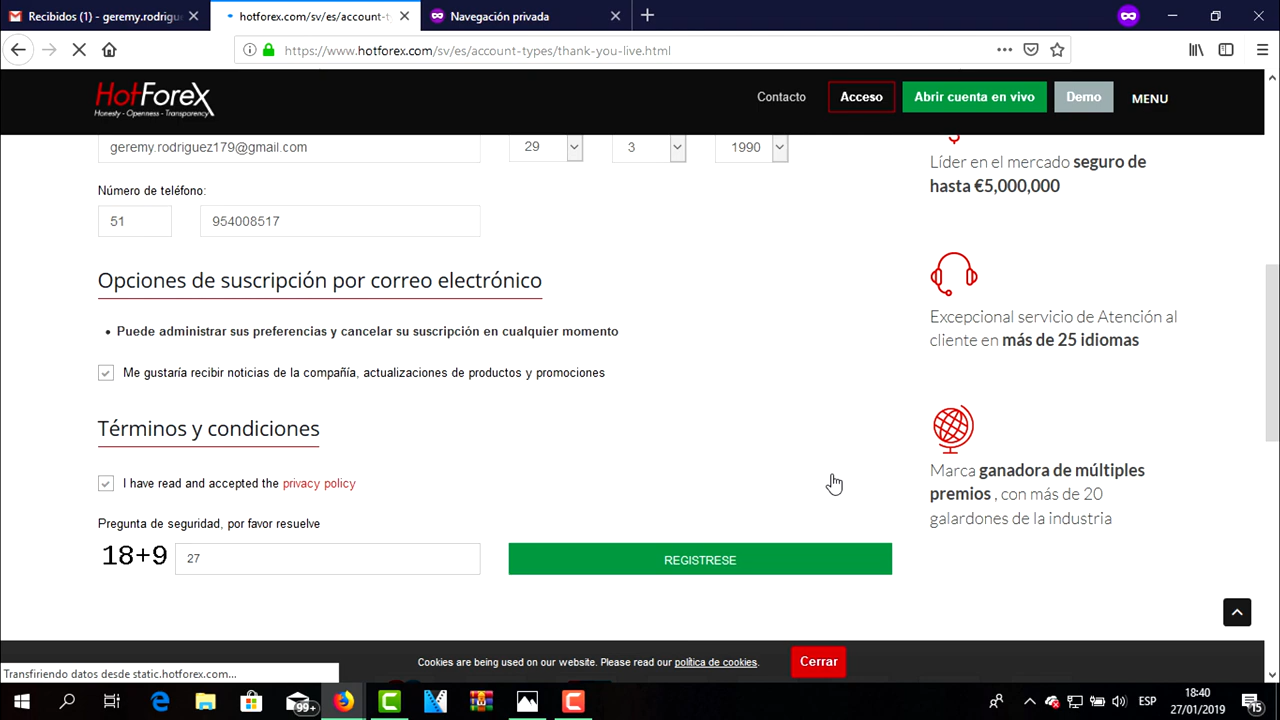 Recibidos (1) - geremy.rodrigu
hotforex.com/sv/es/account-t
Navegación privada
https://www.hotforex.com/sv/es/account-types/thank-you-live.html
HotForeX
Honesty - Openness - Transparency
Contacto
Acceso
Abrir cuenta en vivo
Demo
MENU
geremy.rodriguez179@gmail.com
29
3
1990
Número de teléfono:
51
954008517
Opciones de suscripción por correo electrónico
• Puede administrar sus preferencias y cancelar su suscripción en cualquier momento
Me gustaría recibir noticias de la compañía, actualizaciones de productos y promociones
Términos y condiciones
I have read and accepted the privacy policy
Pregunta de seguridad, por favor resuelve
18+9
27
REGISTRESE
Líder en el mercado seguro de
hasta €5,000,000
Excepcional servicio de Atención al
cliente en más de 25 idiomas
Marca ganadora de múltiples
premios , con más de 20
galardones de la industria
Cookies are being used on our website. Please read our política de cookies.
Cerrar
Transfiriendo datos desde static.hotforex.com...
99+
ESP
18:40
27/01/2019
15